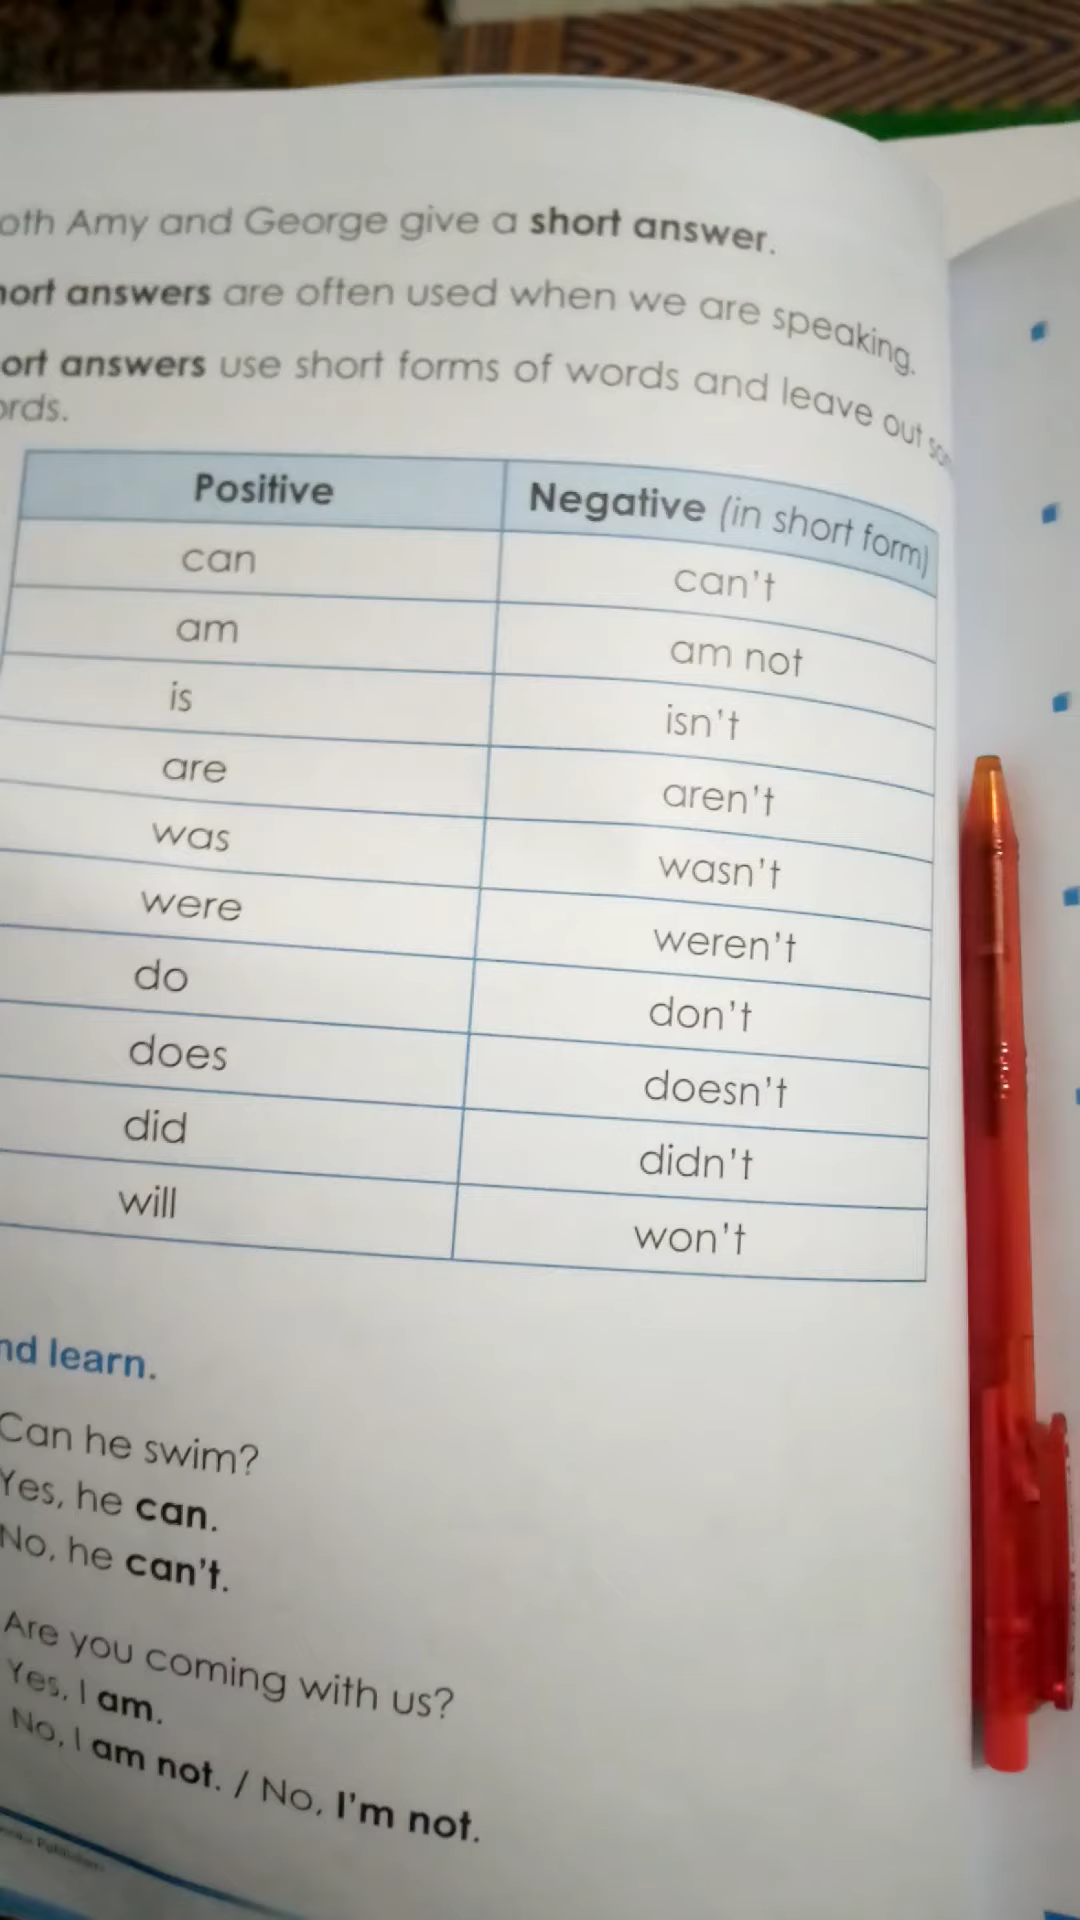 oth Amy and George give a short answer.
hort answers are often used when we are speaking.
ort answers use short forms of words and leave out
ords.
Positive Negative (in short form)
can can't
am am not
is isn't
are aren't
was wasn't
were weren't
do don't
does doesn't
did didn't
will won't
nd learn.
Can he swim?
Yes, he can.
No, he can't.
Are you coming with us?
Yes, I am.
No, I am not. / No, I'm not.